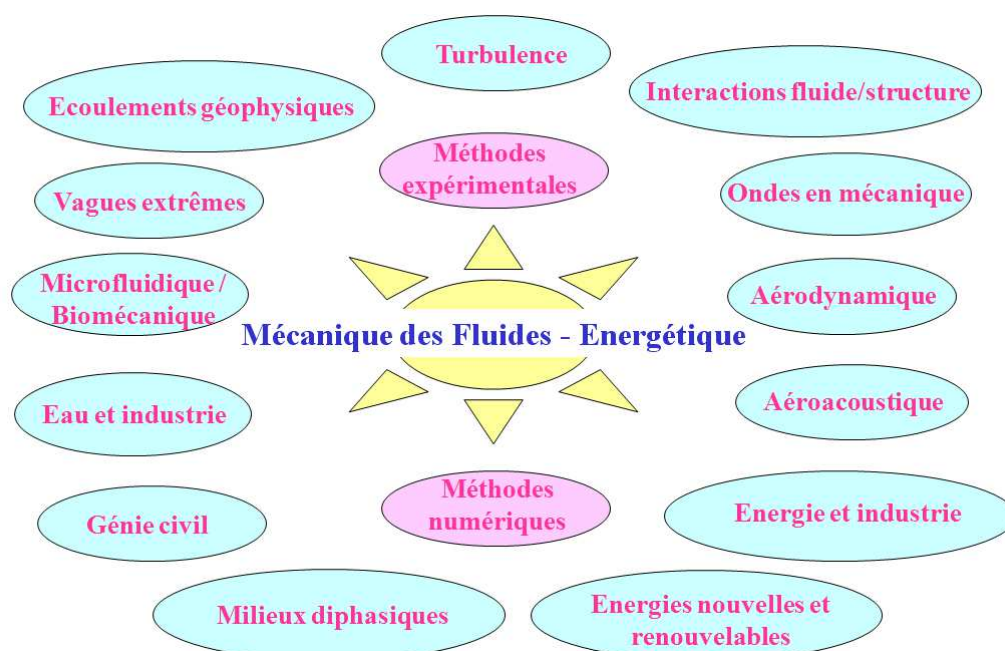 Turbulence
Ecoulements géophysiques
Interactions fluide/structure
Méthodes
expérimentales
Vagues extrêmes
Ondes en mécanique
Microfluidique /
Biomécanique
Aérodynamique
Mécanique des Fluides - Energétique
Eau et industrie
Aéroacoustique
Méthodes
numériques
Génie civil
Energie et industrie
Milieux diphasiques
Energies nouvelles et
renouvelables